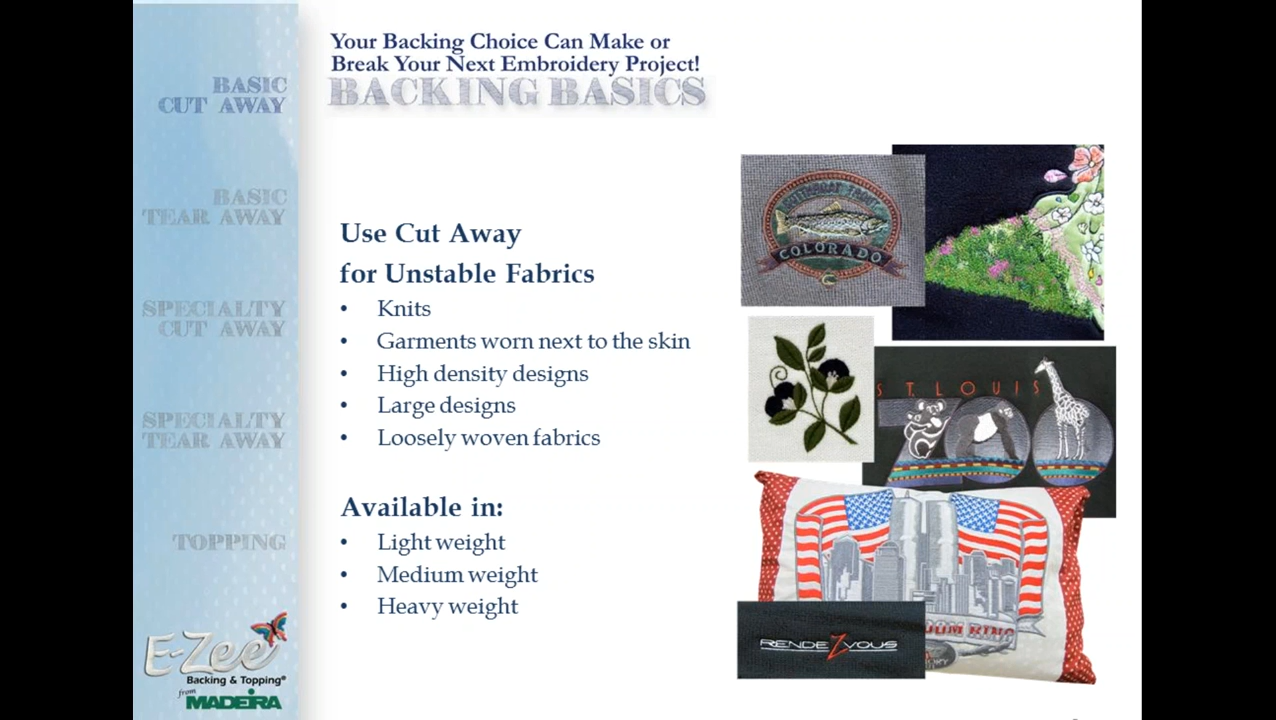 Your Backing Choice Can Make or
Break Your Next Embroidery Project!
BACKING BASICS
BASIC
CUT AWAY
BASIC
TEAR AWAY
SPECIALTY
CUT AWAY
SPECIALTY
TEAR AWAY
TOPPING
E-Zee
Backing & Topping®
from
MADEIRA
Use Cut Away
for Unstable Fabrics
• Knits
• Garments worn next to the skin
• High density designs
• Large designs
• Loosely woven fabrics
Available in:
• Light weight
• Medium weight
• Heavy weight
COLORADO
ST. LOUIS
ZOO
RING
RENDEZVOUS